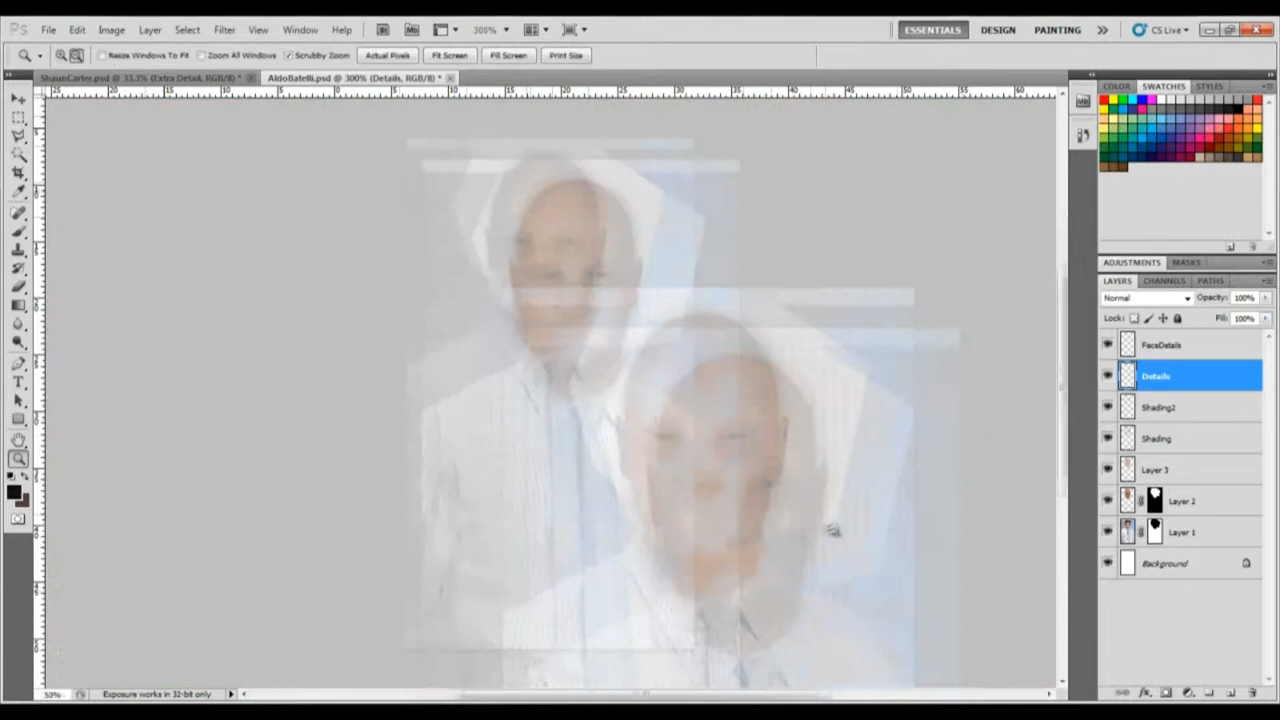 PS File Edit Image Layer Select Filter View Window Help Br Mb 300% ESSENTIALS DESIGN PAINTING >> CS Live
Resize Windows To Fit Zoom All Windows Scrubby Zoom Actual Pixels Fit Screen Fill Screen Print Size
ShaunCarter.psd @ 33.3% (Extra Detail, RGB/8) * AldoBatelli.psd @ 300% (Details, RGB/8) *
COLOR SWATCHES STYLES
ADJUSTMENTS MASKS
LAYERS CHANNELS PATHS
Normal Opacity: 100%
Lock: Fill: 100%
FaceDetails
Details
Shading2
Shading
Layer 3
Layer 2
Layer 1
Background
50% Exposure works in 32-bit only